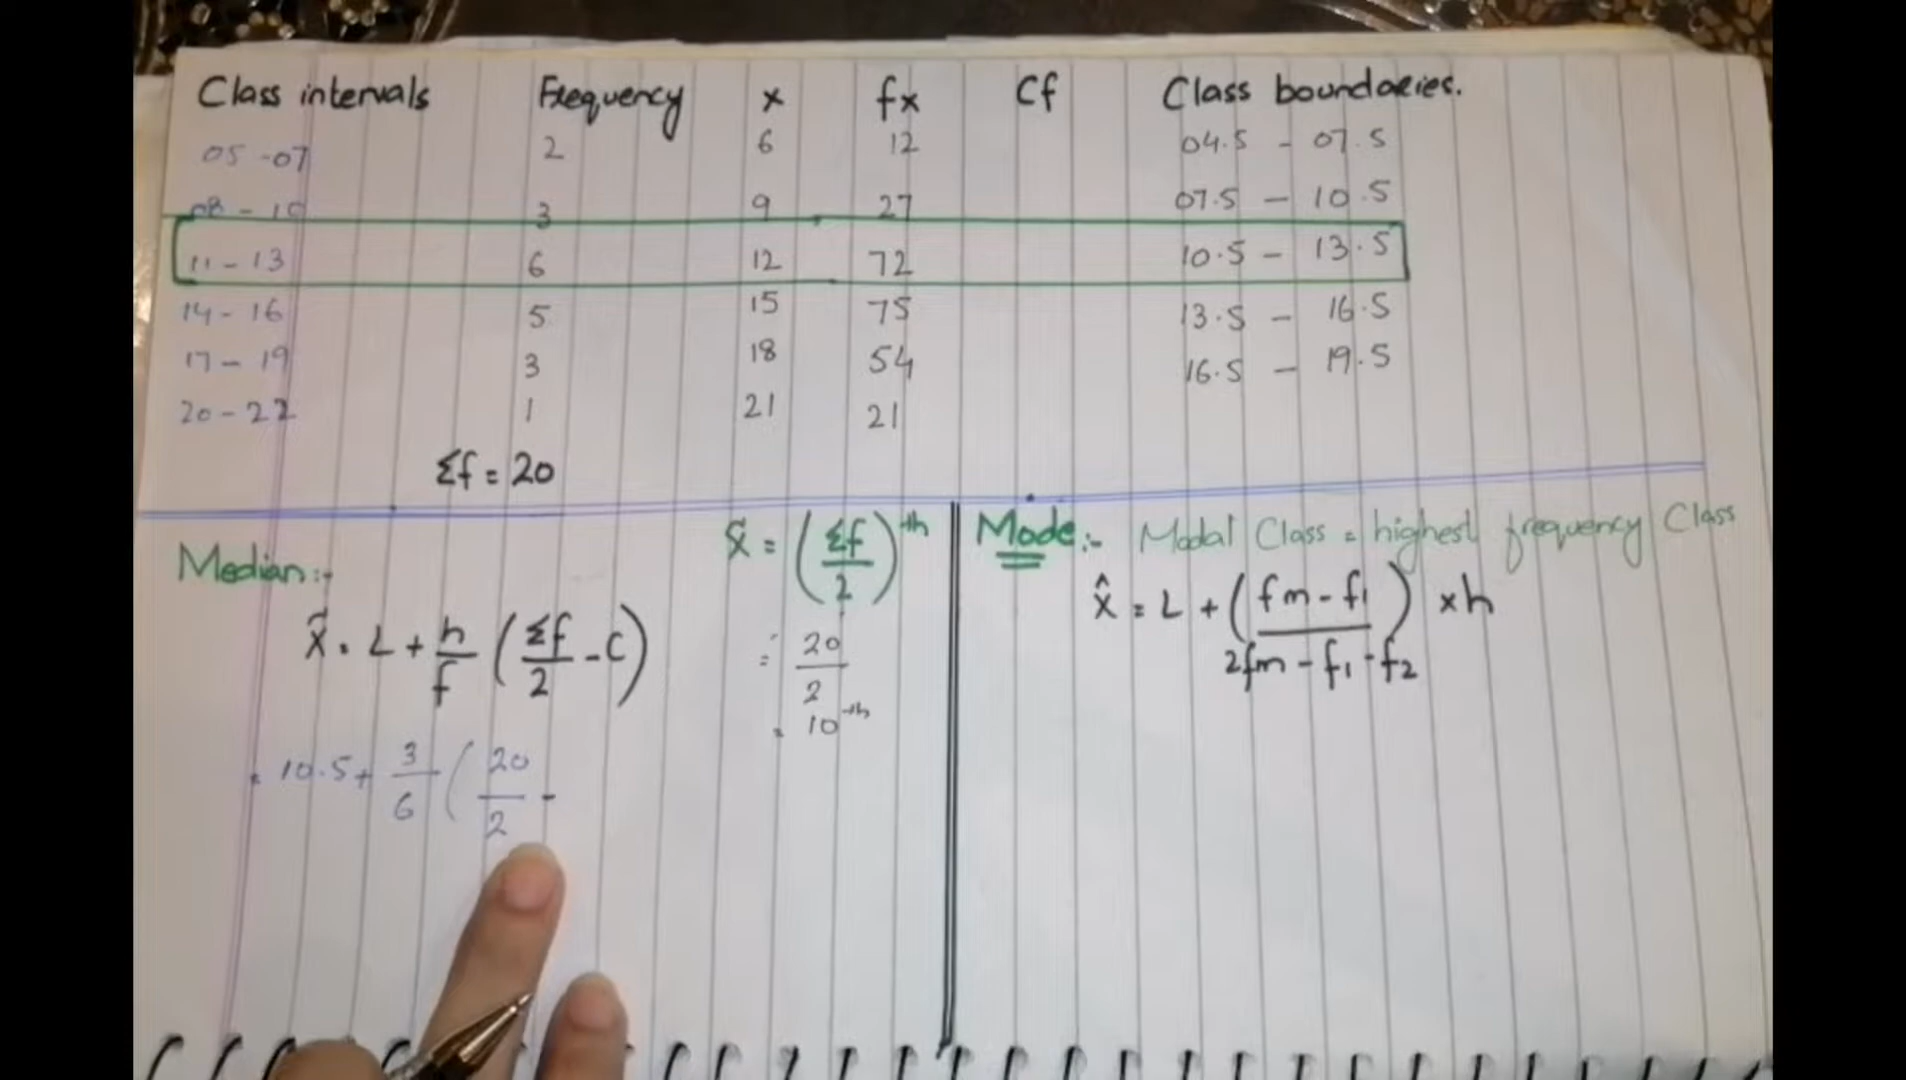 Class intervals Frequency x fx Cf Class boundaries.
05 - 07 2 6 12 04.5 - 07.5
08 - 10 3 9 27 07.5 - 10.5
11 - 13 6 12 72 10.5 - 13.5
14 - 16 5 15 75 13.5 - 16.5
17 - 19 3 18 54 16.5 - 19.5
20 - 22 1 21 21
Σf = 20
Median:-
x̃ = L + h/f (Σf/2 - C)
= 10.5 + 3/6 ( 20/2 -
x̃ = (Σf/2)th
= 20/2
= 10th
Mode:- Modal Class = highest frequency Class
x̂ = L + (fm - f1 / 2fm - f1 - f2) × h